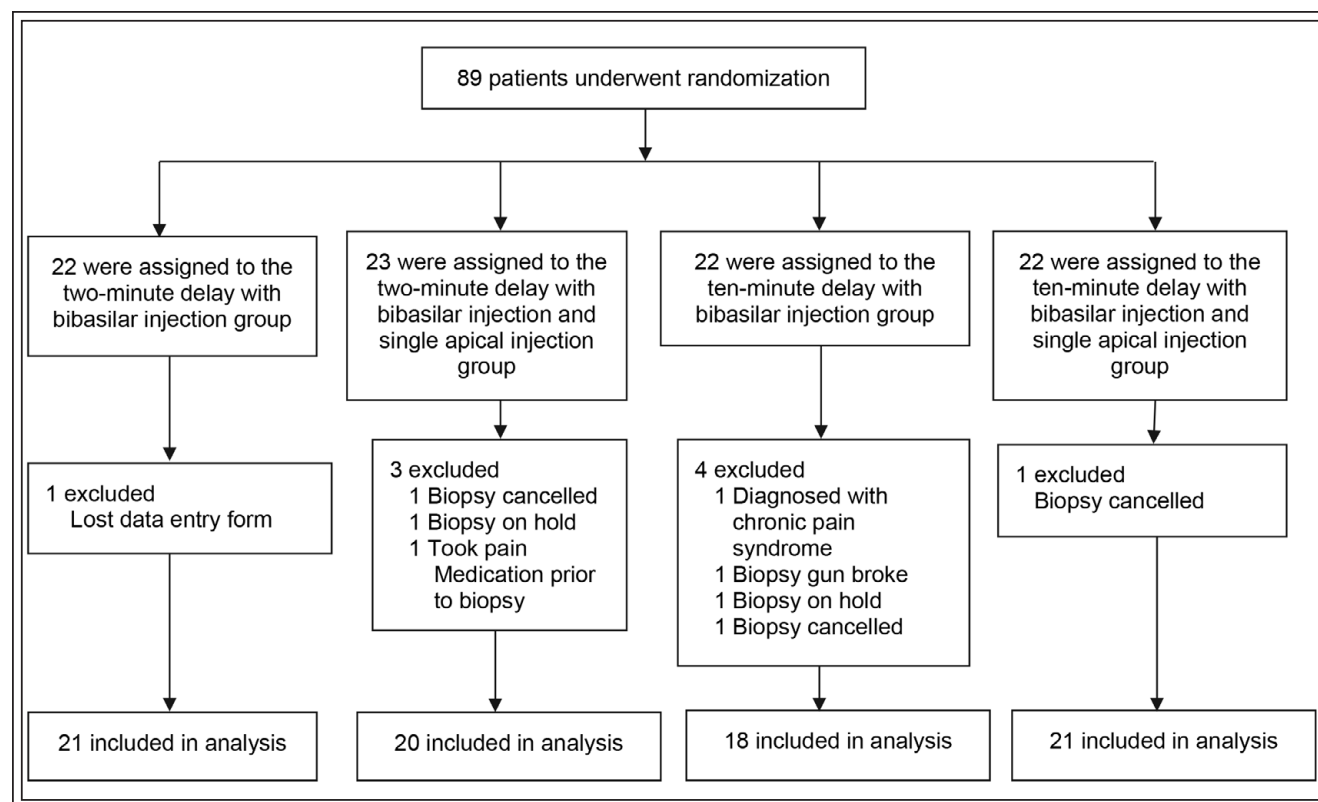 89 patients underwent randomization
22 were assigned to the
two-minute delay with
bibasilar injection group
23 were assigned to the
two-minute delay with
bibasilar injection and
single apical injection
group
22 were assigned to the
ten-minute delay with
bibasilar injection group
22 were assigned to the
ten-minute delay with
bibasilar injection and
single apical injection
group
1 excluded
Lost data entry form
3 excluded
1 Biopsy cancelled
1 Biopsy on hold
1 Took pain
Medication prior
to biopsy
4 excluded
1 Diagnosed with
chronic pain
syndrome
1 Biopsy gun broke
1 Biopsy on hold
1 Biopsy cancelled
1 excluded
Biopsy cancelled
21 included in analysis
20 included in analysis
18 included in analysis
21 included in analysis